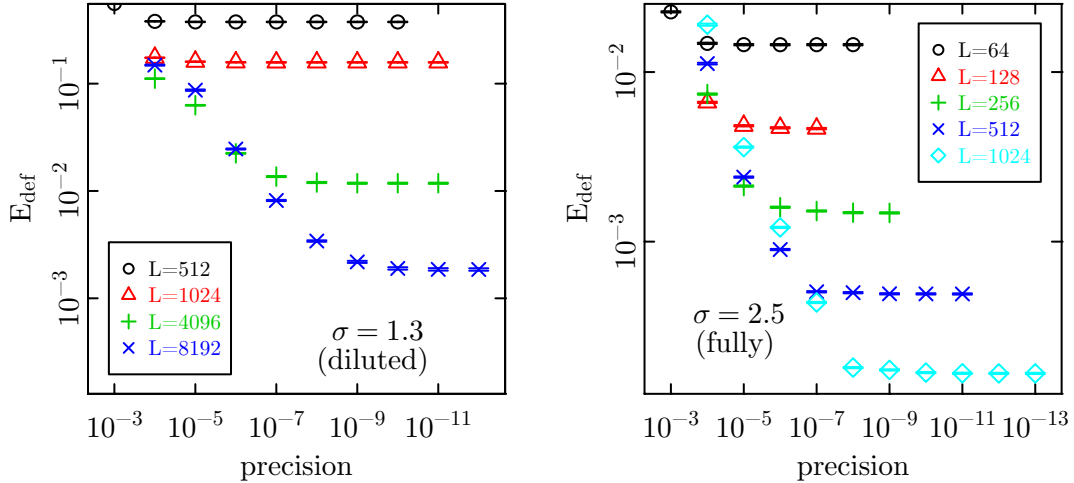 E_def
10^{-1}
10^{-2}
10^{-3}
L=512
L=1024
L=4096
L=8192
σ = 1.3
(diluted)
10^{-3} 10^{-5} 10^{-7} 10^{-9} 10^{-11}
precision
E_def
10^{-2}
10^{-3}
L=64
L=128
L=256
L=512
L=1024
σ = 2.5
(fully)
10^{-3} 10^{-5} 10^{-7} 10^{-9} 10^{-11} 10^{-13}
precision